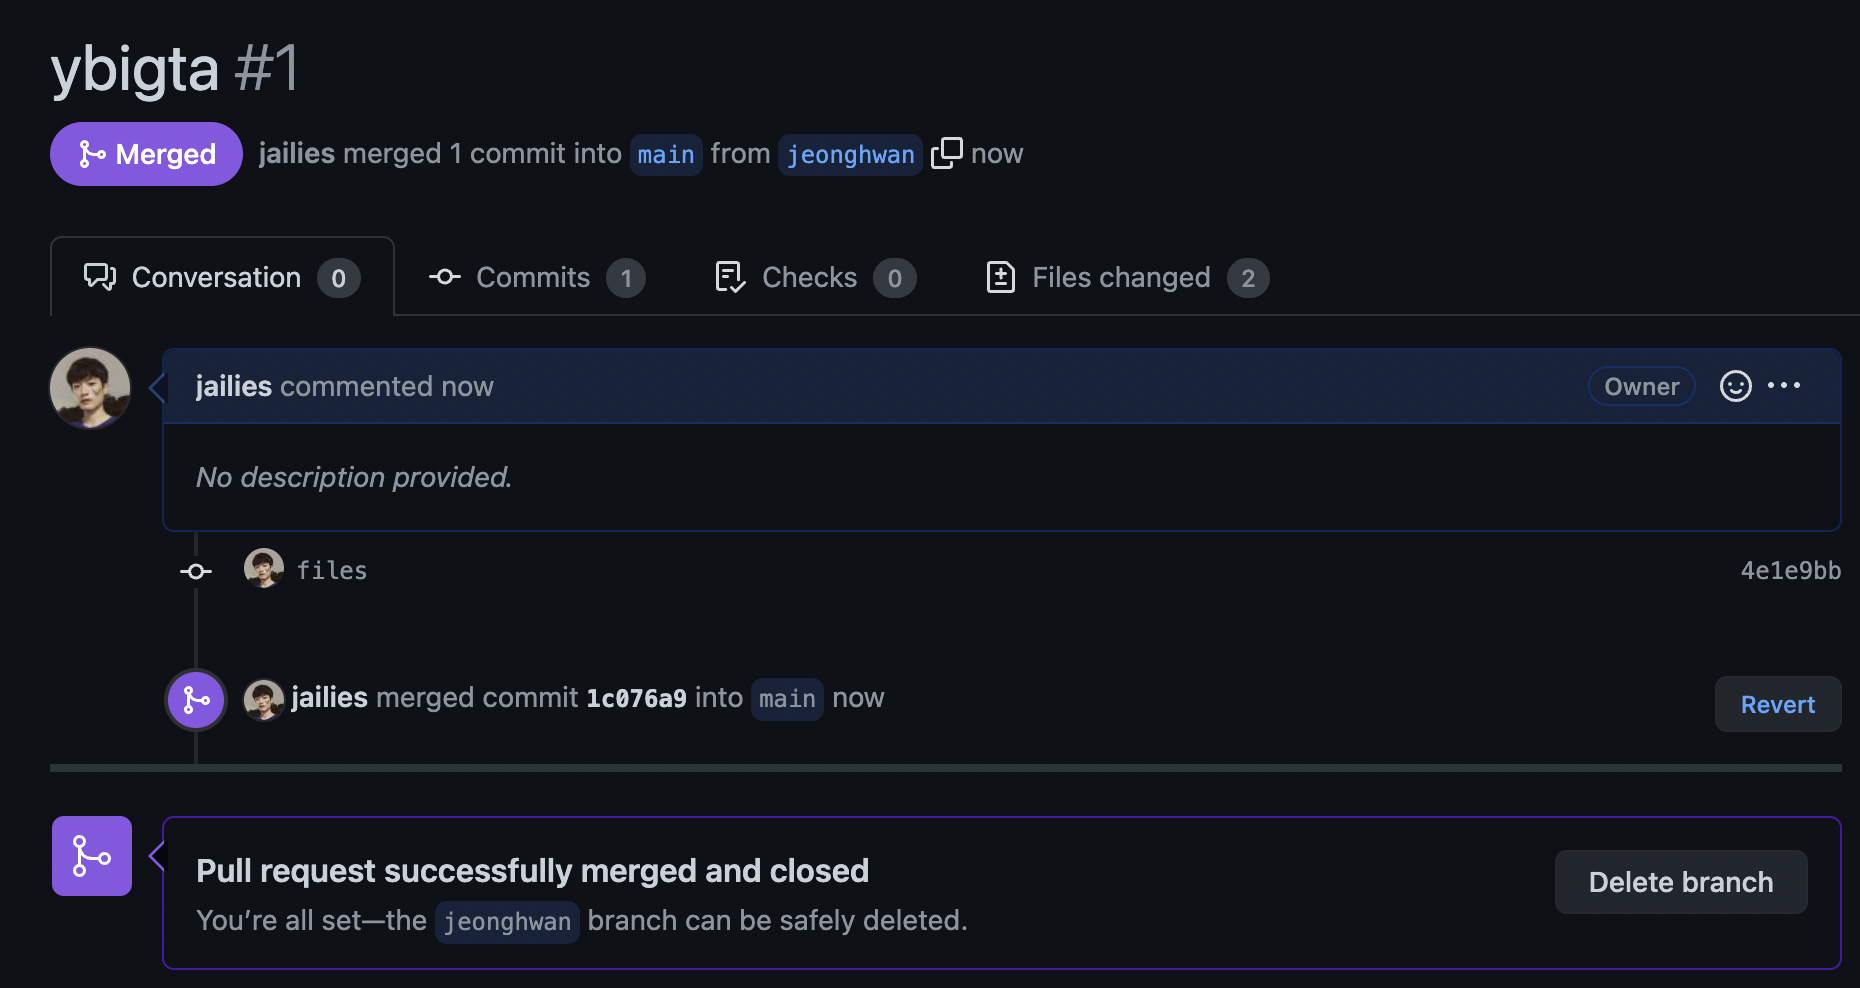 ybigta #1
Merged jailies merged 1 commit into main from jeonghwan now
Conversation 0 Commits 1 Checks 0 Files changed 2
jailies commented now Owner
No description provided.
files 4e1e9bb
jailies merged commit 1c076a9 into main now Revert
Pull request successfully merged and closed
Delete branch
You’re all set—the jeonghwan branch can be safely deleted.